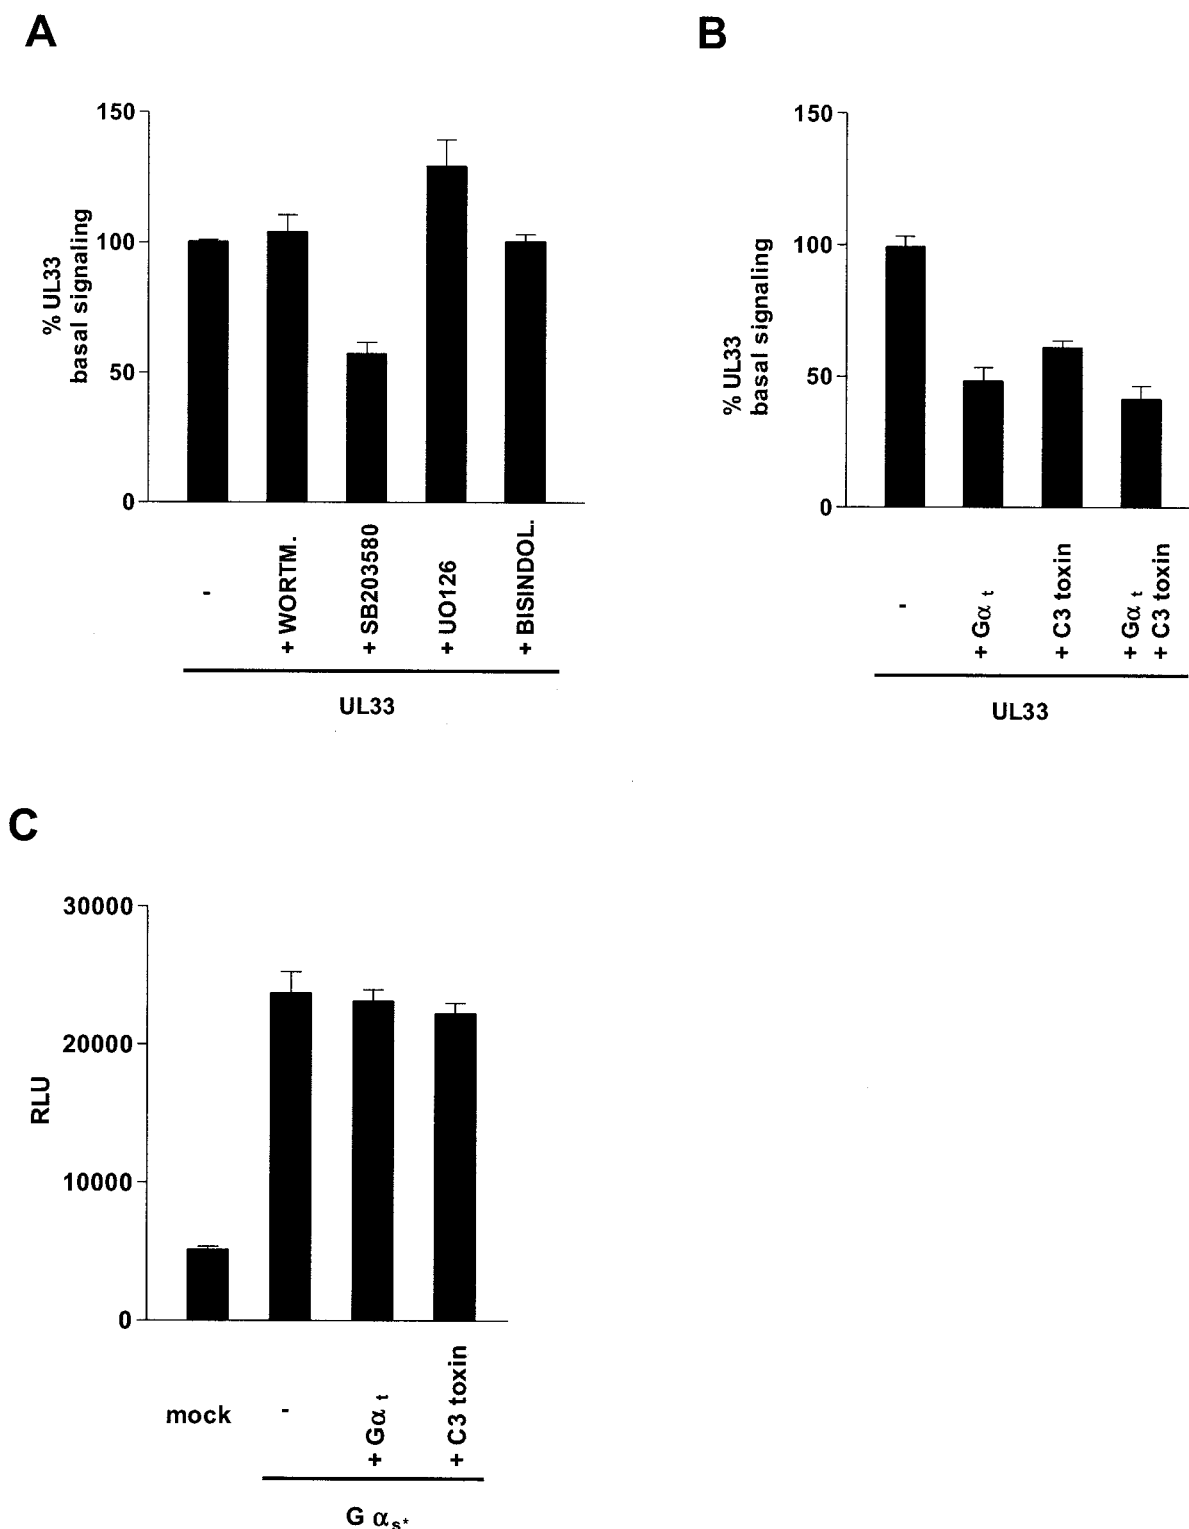 A
150
100
50
0
% UL33
basal signaling
-
+ WORTM.
+ SB203580
+ UO126
+ BISINDOL.
UL33
B
150
100
50
0
% UL33
basal signaling
-
+ Gα t
+ C3 toxin
+ Gα t
+ C3 toxin
UL33
C
30000
20000
10000
0
RLU
mock
-
+ Gα t
+ C3 toxin
G αs*